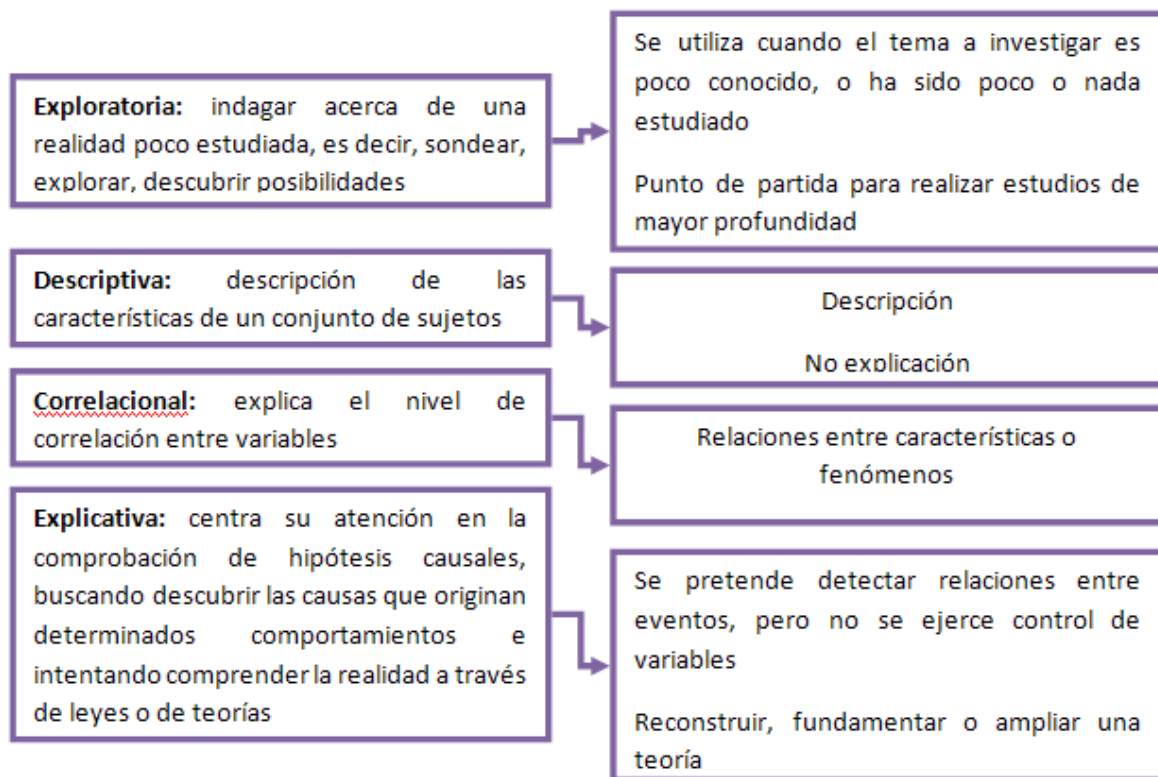 Exploratoria: indagar acerca de una
realidad poco estudiada, es decir, sondear,
explorar, descubrir posibilidades
Se utiliza cuando el tema a investigar es
poco conocido, o ha sido poco o nada
estudiado
Punto de partida para realizar estudios de
mayor profundidad
Descriptiva: descripción de las
características de un conjunto de sujetos
Descripción
No explicación
Correlacional: explica el nivel de
correlación entre variables
Relaciones entre características o
fenómenos
Explicativa: centra su atención en la
comprobación de hipótesis causales,
buscando descubrir las causas que originan
determinados comportamientos e
intentando comprender la realidad a través
de leyes o de teorías
Se pretende detectar relaciones entre
eventos, pero no se ejerce control de
variables
Reconstruir, fundamentar o ampliar una
teoría